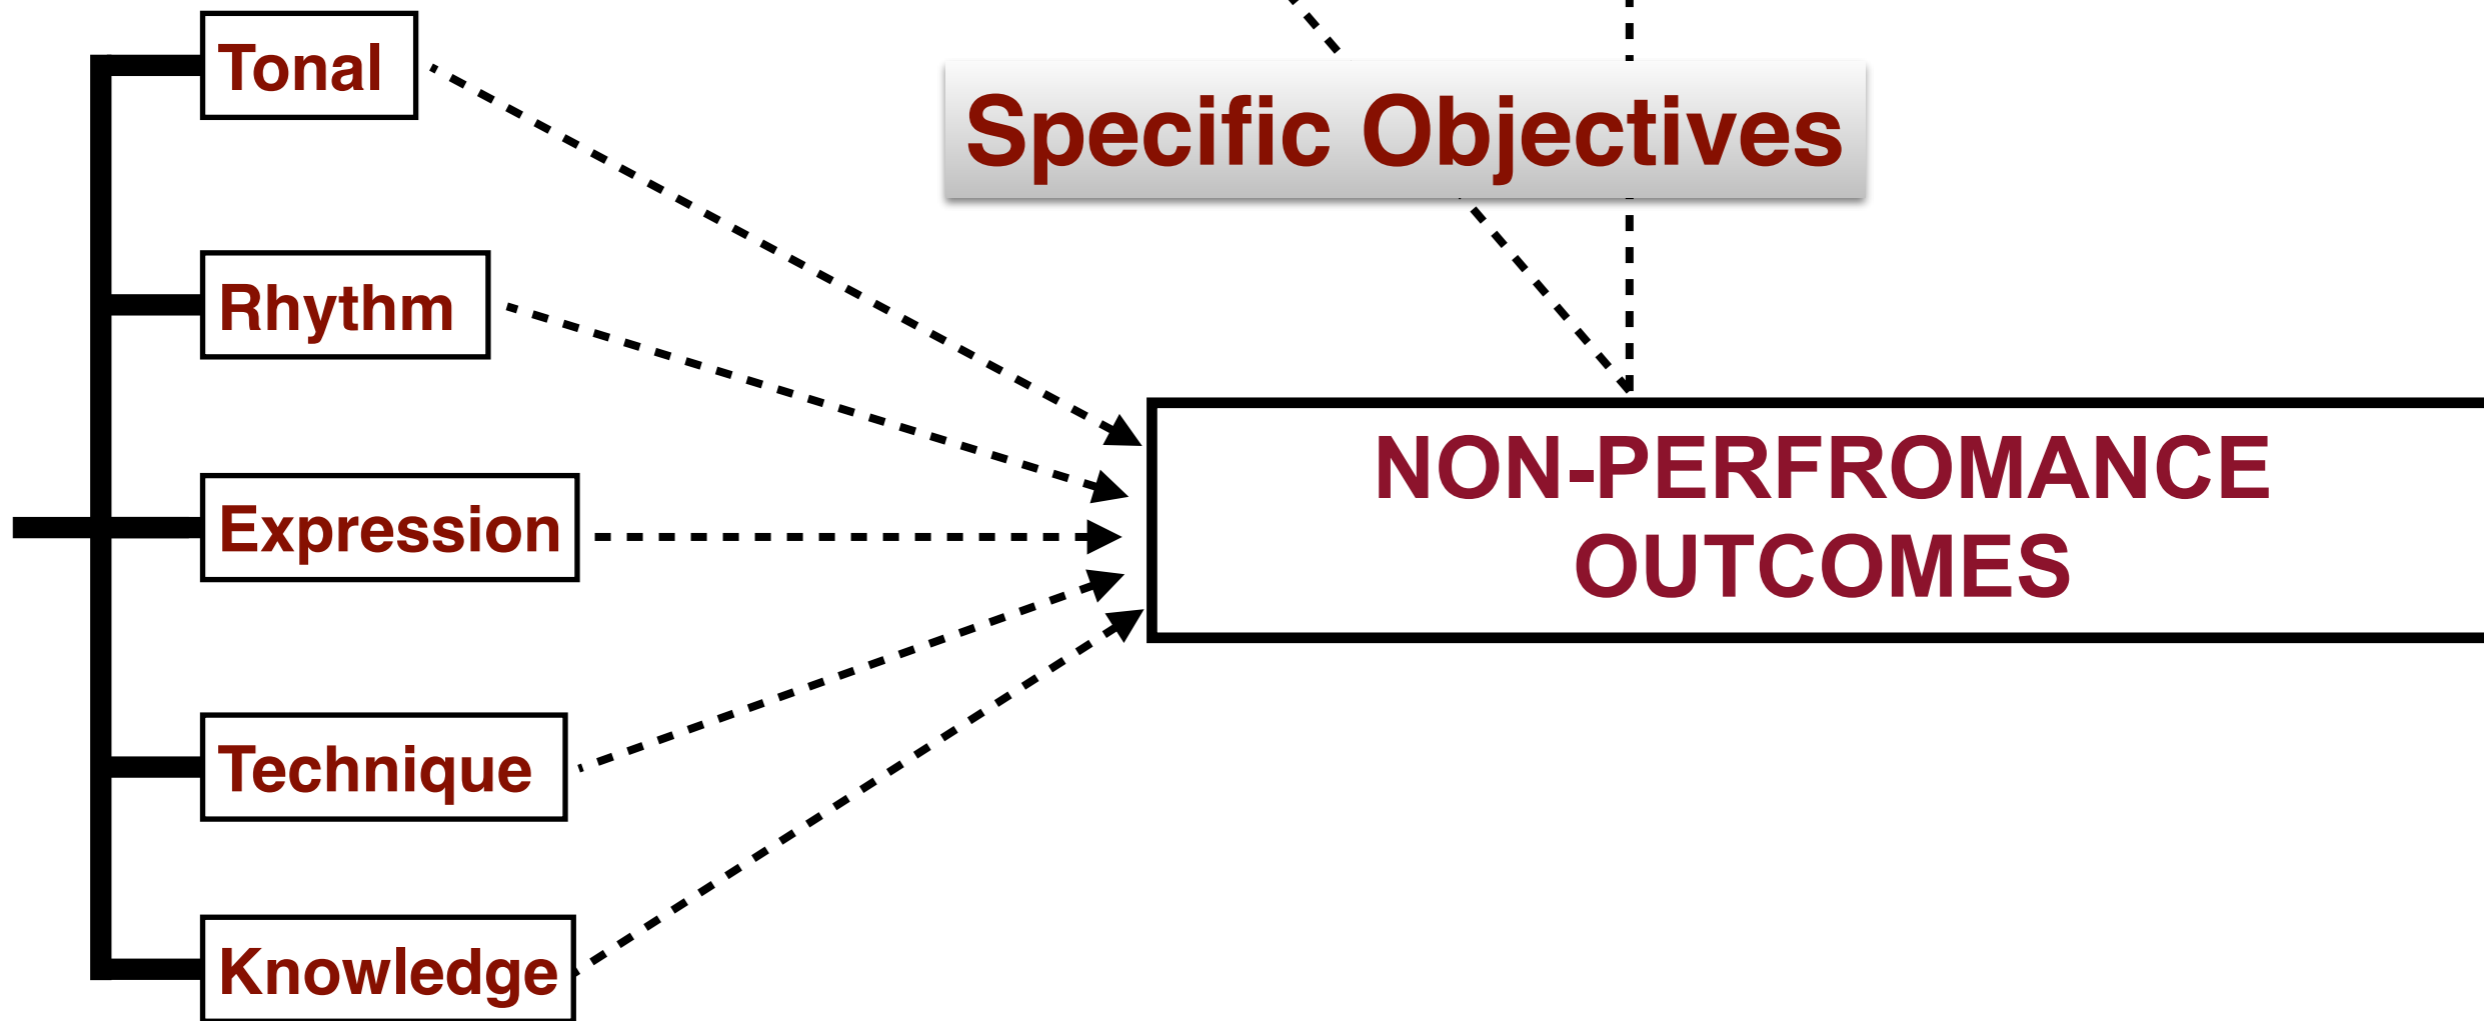 Tonal
Specific Objectives
Rhythm
NON-PERFROMANCE
OUTCOMES
Expression
Technique
Knowledge